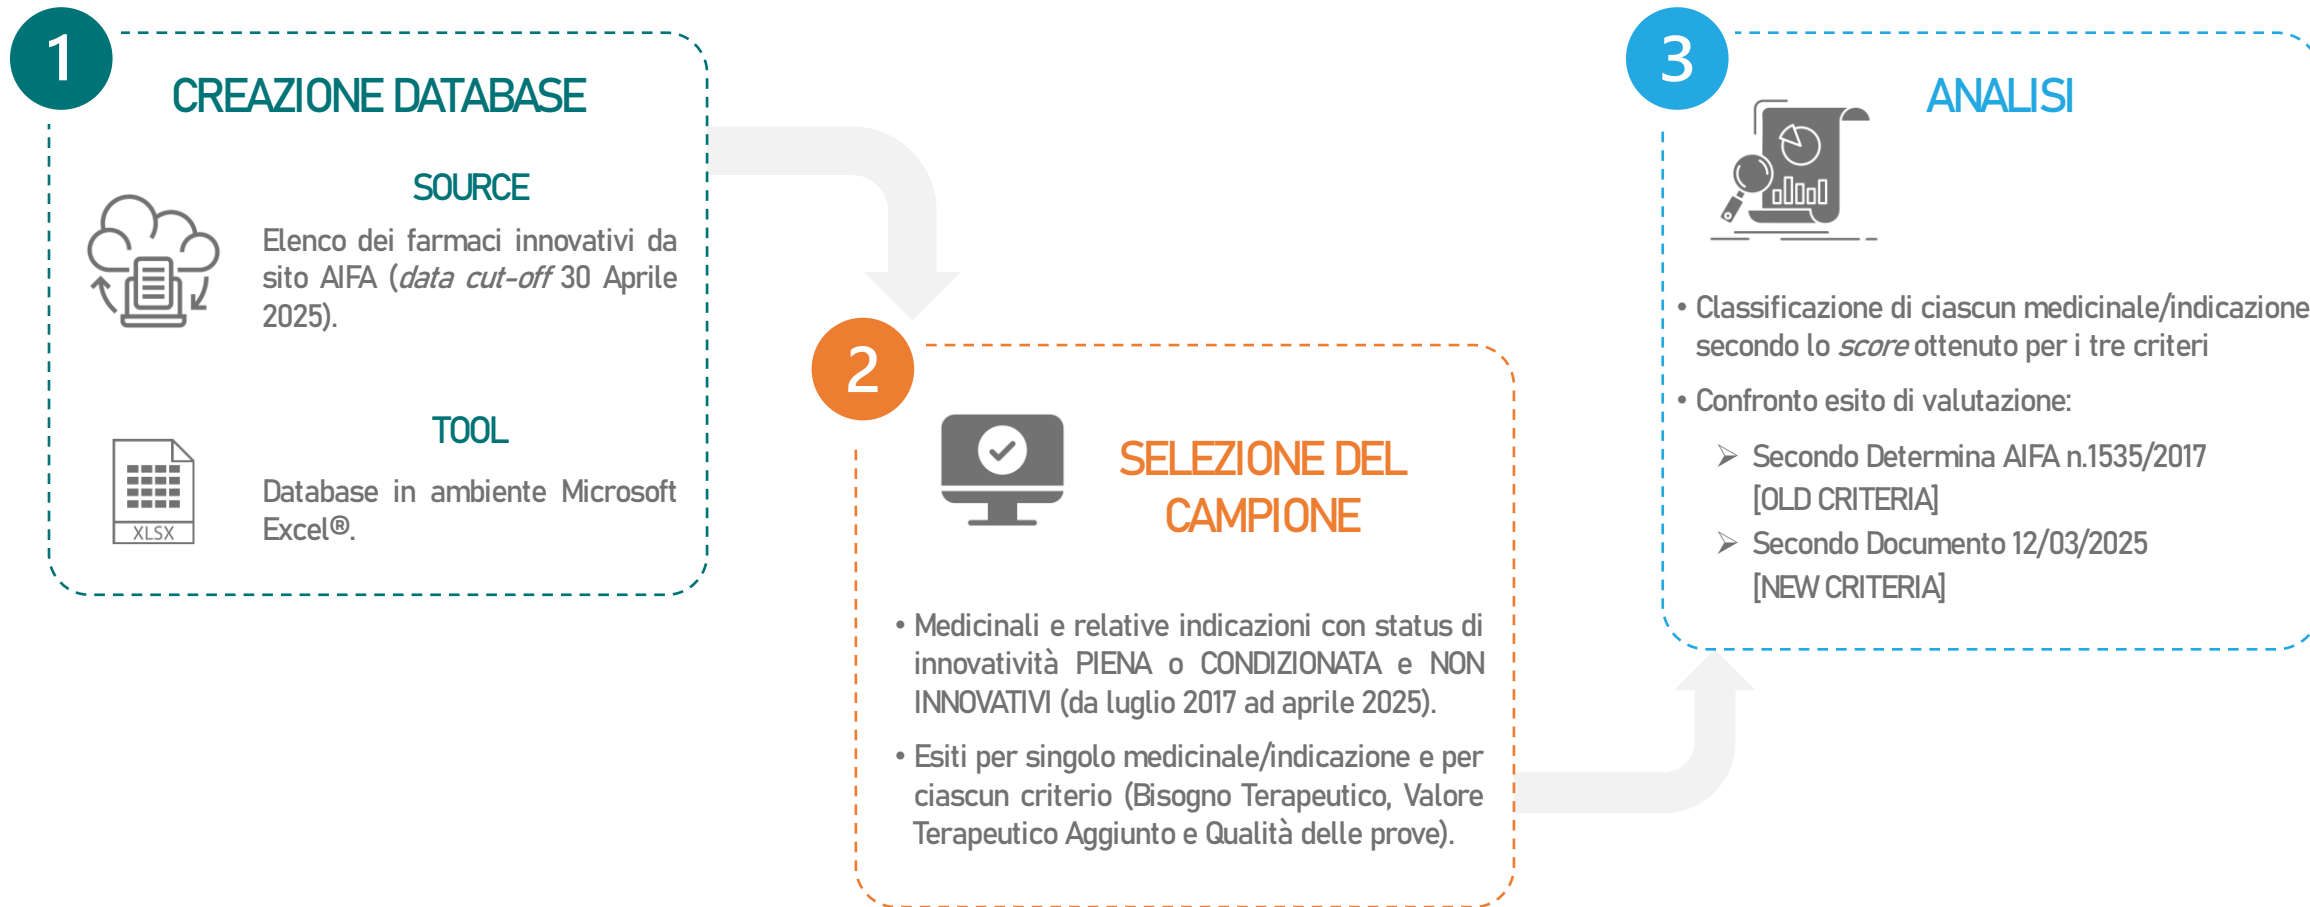 1
CREAZIONE DATABASE
SOURCE
Elenco dei farmaci innovativi da
sito AIFA (data cut-off 30 Aprile
2025).
TOOL
XLSX
Database in ambiente Microsoft
Excel®.
2
SELEZIONE DEL
CAMPIONE
• Medicinali e relative indicazioni con status di
innovatività PIENA o CONDIZIONATA e NON
INNOVATIVI (da luglio 2017 ad aprile 2025).
• Esiti per singolo medicinale/indicazione e per
ciascun criterio (Bisogno Terapeutico, Valore
Terapeutico Aggiunto e Qualità delle prove).
3
ANALISI
• Classificazione di ciascun medicinale/indicazione
secondo lo score ottenuto per i tre criteri
• Confronto esito di valutazione:
➢ Secondo Determina AIFA n.1535/2017
[OLD CRITERIA]
➢ Secondo Documento 12/03/2025
[NEW CRITERIA]